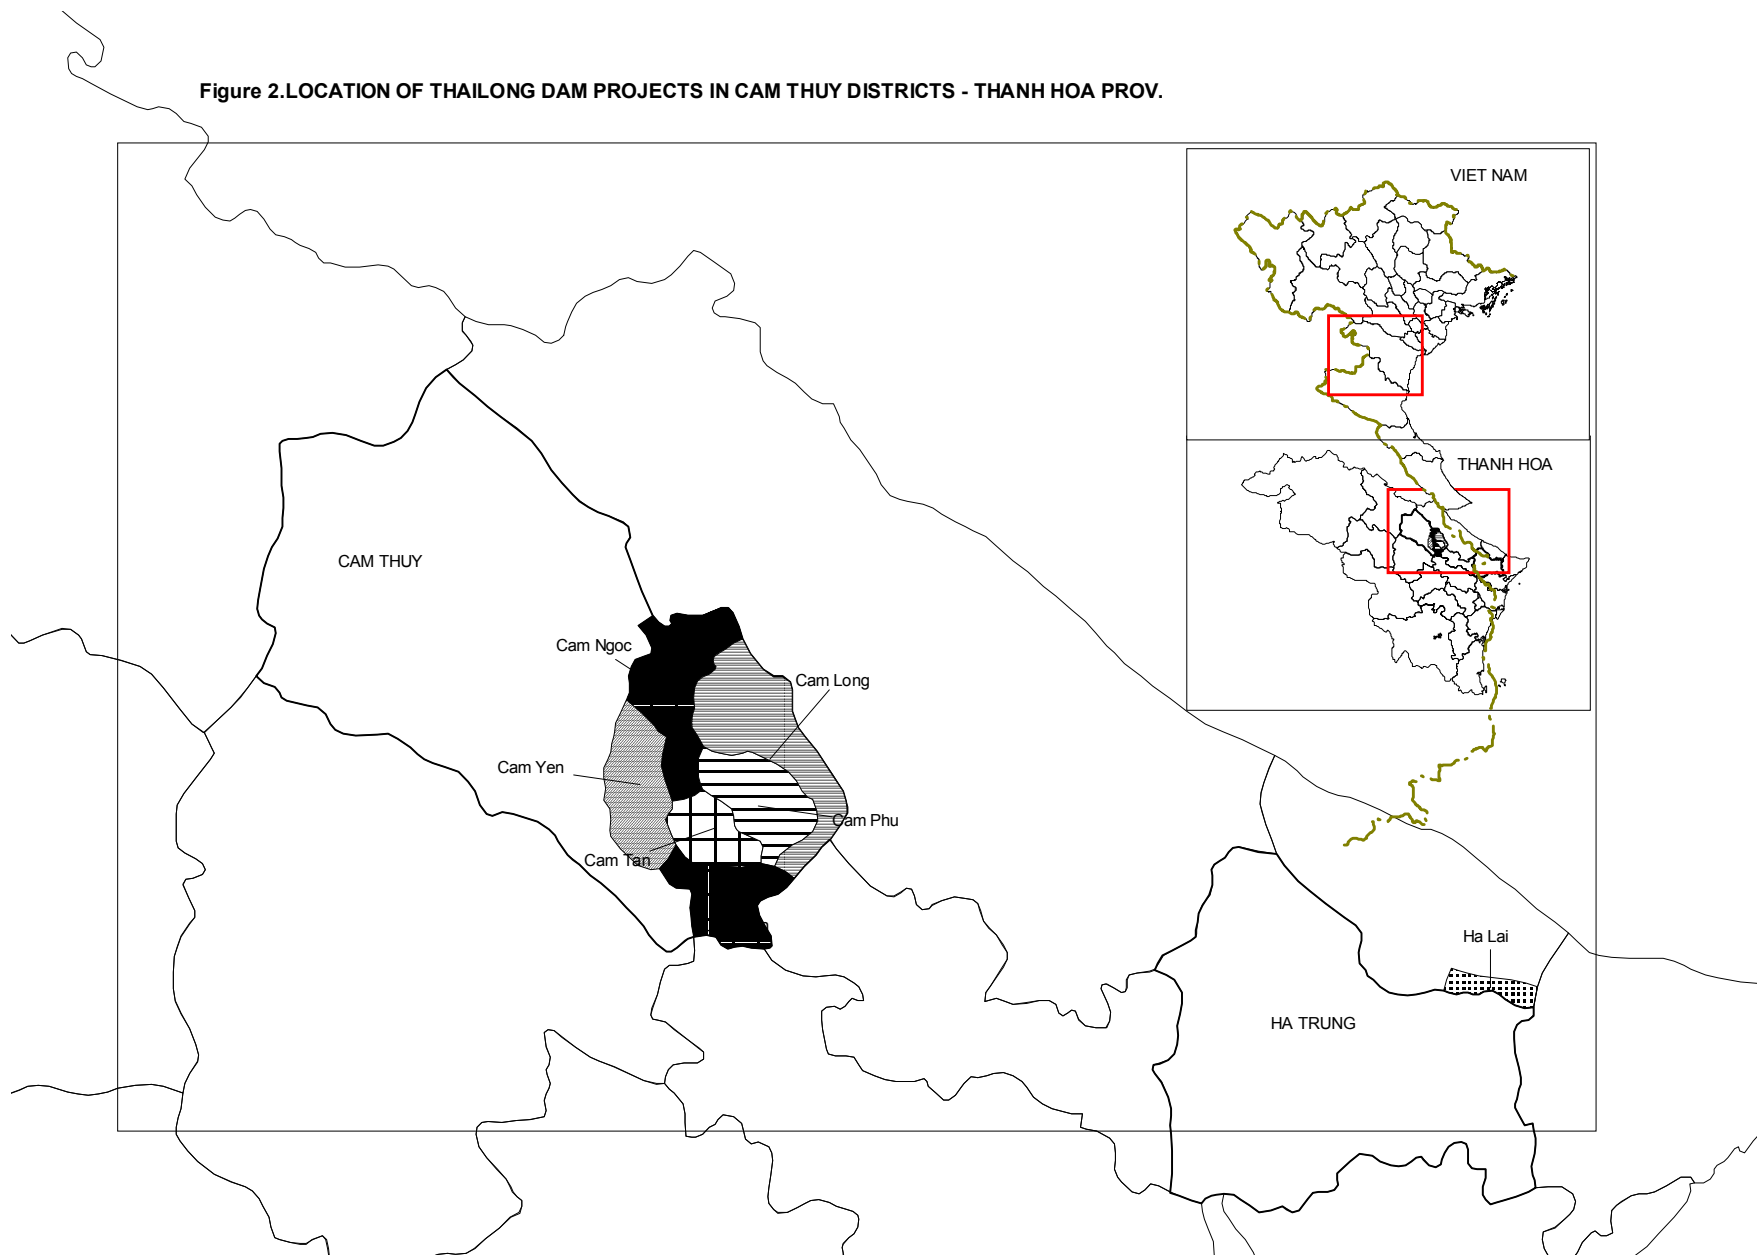 Figure 2.LOCATION OF THAILONG DAM PROJECTS IN CAM THUY DISTRICTS - THANH HOA PROV.
VIET NAM
THANH HOA
CAM THUY
Cam Ngoc
Cam Long
Cam Yen
Cam Phu
Cam Tan
Ha Lai
HA TRUNG